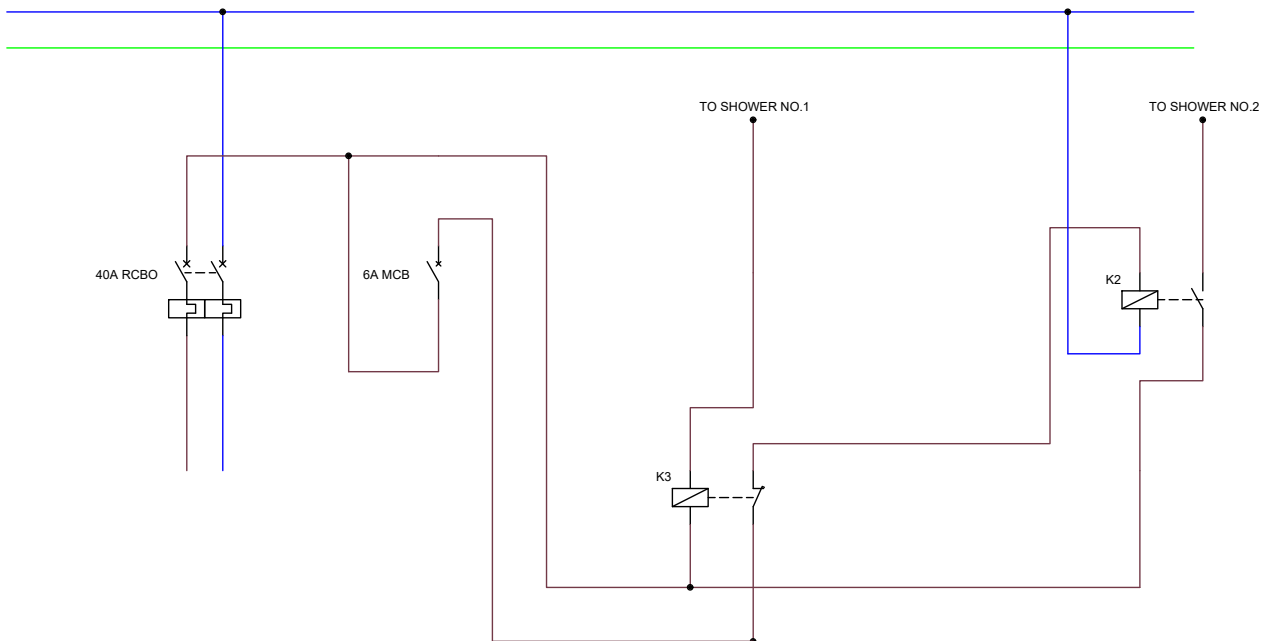 TO SHOWER NO.1
TO SHOWER NO.2
40A RCBO
6A MCB
K2
K3